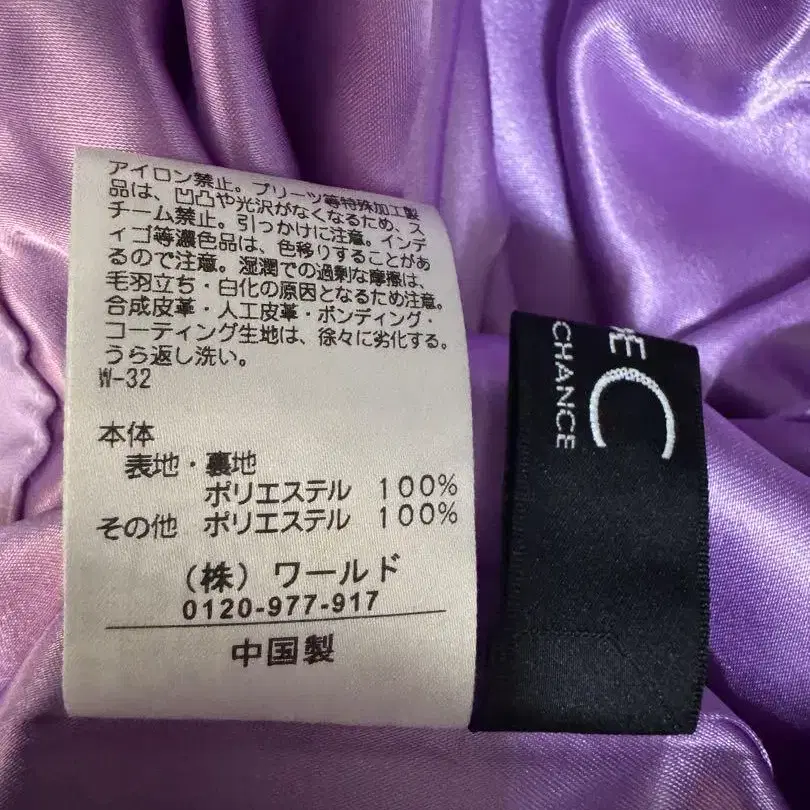 アイロン禁止。プリーツ等特殊加工製
品は、凹凸や光沢がなくなるため、ス
チーム禁止。引っかけに注意。インデ
ィゴ等濃色品は、色移りすることがあ
るので注意。湿潤での過剰な摩擦は、
毛羽立ち・白化の原因となるため注意。
合成皮革・人工皮革・ボンディング・
コーティング生地は、徐々に劣化する。
うら返し洗い。
W-32
本体
表地・裏地
ポリエステル 100%
その他 ポリエステル 100%
(株) ワールド
0120-977-917
中国製
C
CHANCE